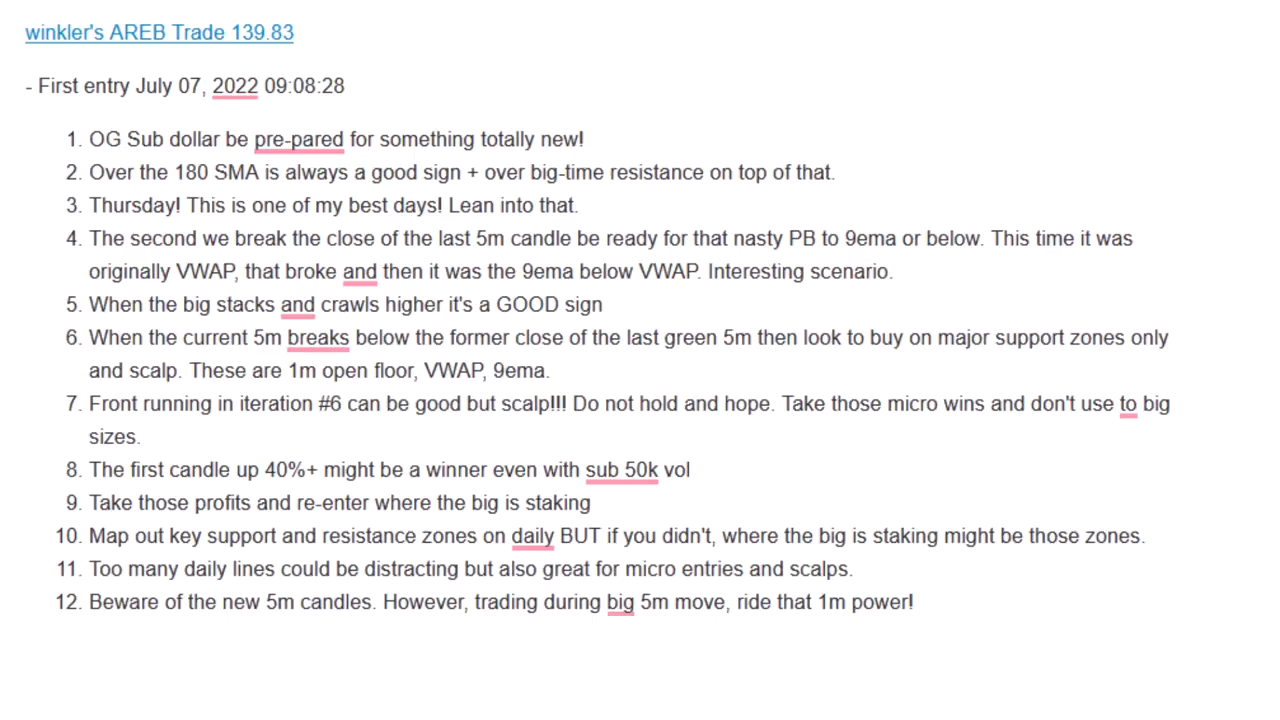 winkler's AREB Trade 139.83
- First entry July 07, 2022 09:08:28
1. OG Sub dollar be pre-pared for something totally new!
2. Over the 180 SMA is always a good sign + over big-time resistance on top of that.
3. Thursday! This is one of my best days! Lean into that.
4. The second we break the close of the last 5m candle be ready for that nasty PB to 9ema or below. This time it was
originally VWAP, that broke and then it was the 9ema below VWAP. Interesting scenario.
5. When the big stacks and crawls higher it's a GOOD sign
6. When the current 5m breaks below the former close of the last green 5m then look to buy on major support zones only
and scalp. These are 1m open floor, VWAP, 9ema.
7. Front running in iteration #6 can be good but scalp!!! Do not hold and hope. Take those micro wins and don't use to big
sizes.
8. The first candle up 40%+ might be a winner even with sub 50k vol
9. Take those profits and re-enter where the big is staking
10. Map out key support and resistance zones on daily BUT if you didn't, where the big is staking might be those zones.
11. Too many daily lines could be distracting but also great for micro entries and scalps.
12. Beware of the new 5m candles. However, trading during big 5m move, ride that 1m power!